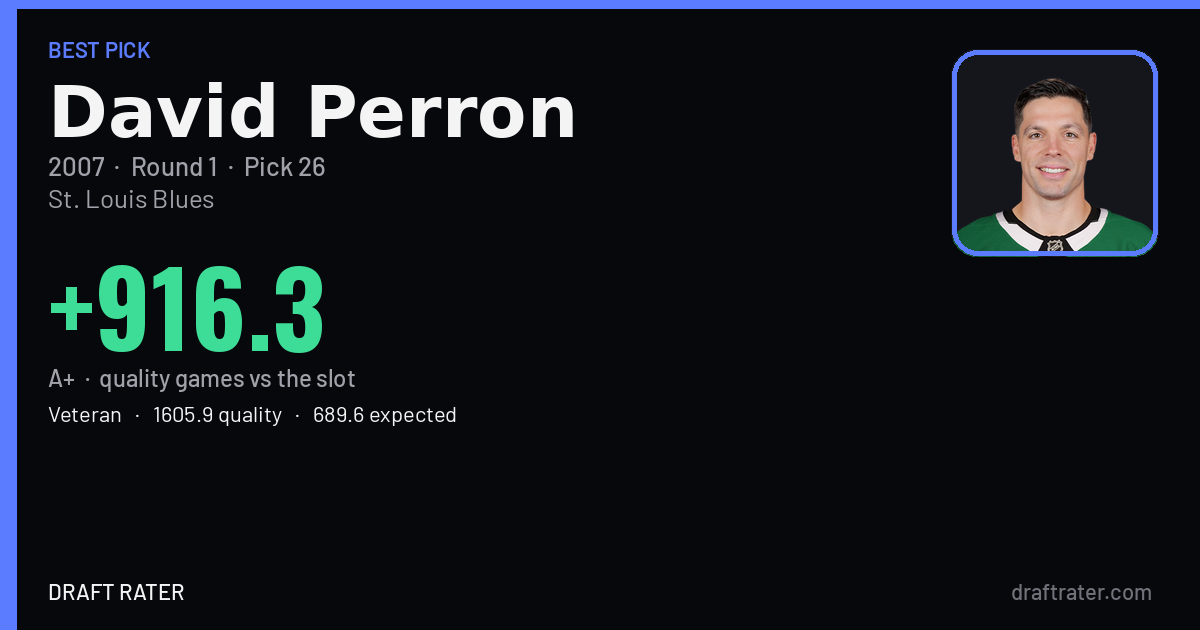 BEST PICK
David Perron
2007 · Round 1 · Pick 26
St. Louis Blues
+916.3
A+ · quality games vs the slot
Veteran · 1605.9 quality · 689.6 expected
DRAFT RATER
draftrater.com